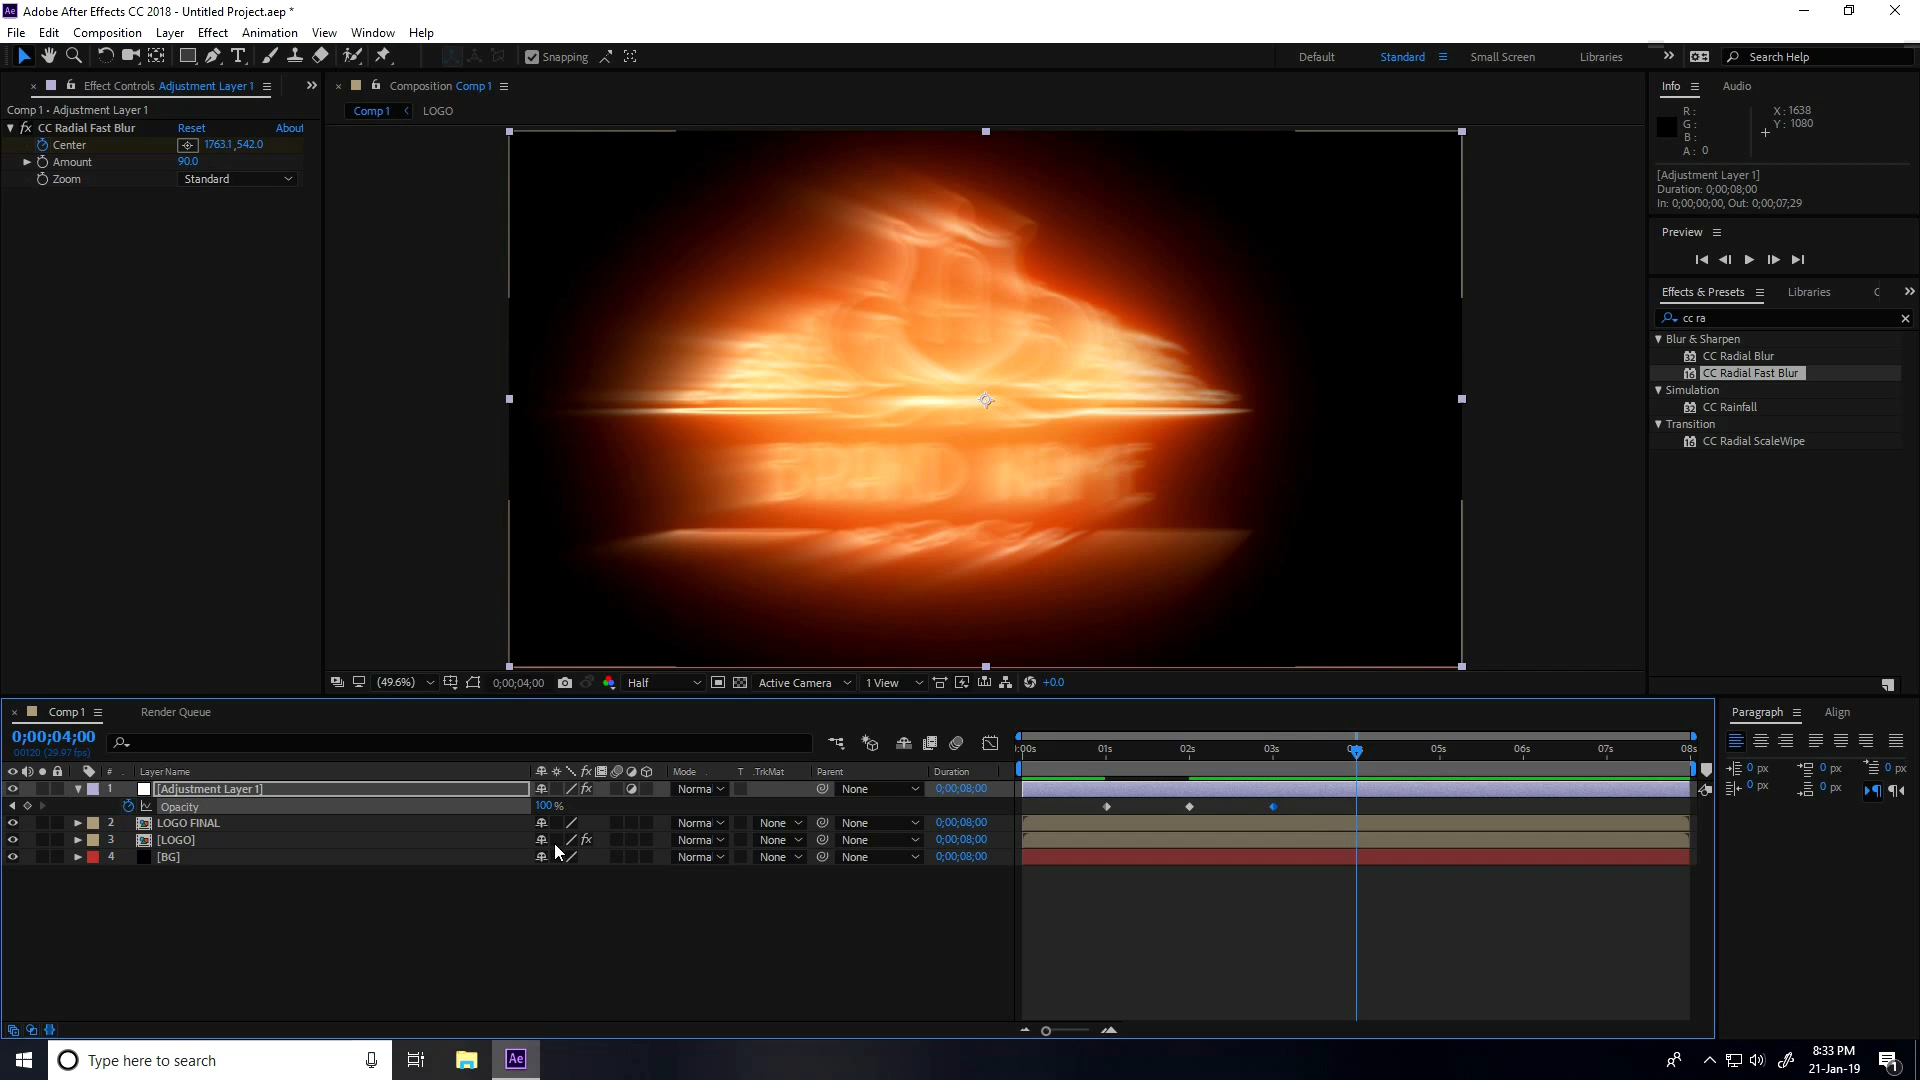 Adobe After Effects CC 2018 - Untitled Project.aep *
File Edit Composition Layer Effect Animation View Window Help
Snapping Default Standard Small Screen Libraries Search Help
Effect Controls Adjustment Layer 1
Composition Comp 1
Info Audio
Comp 1 • Adjustment Layer 1
Comp 1 LOGO
fx CC Radial Fast Blur Reset About
Center 1763.1 ,542.0
Amount 90.0
Zoom Standard
R:
G:
B:
A: 0
X: 1638
Y: 1080
[Adjustment Layer 1]
Duration: 0;00;08;00
In: 0;00;00;00, Out: 0;00;07;29
Preview
Effects & Presets Libraries C
cc ra
Blur & Sharpen
CC Radial Blur
CC Radial Fast Blur
Simulation
CC Rainfall
Transition
CC Radial ScaleWipe
BRAND NAME
(49.6%) 0;00;04;00 Half Active Camera 1 View +0.0
Comp 1 Render Queue
0;00;04;00
00120 (29.97 fps)
# Layer Name Mode T .TrkMat Parent Duration
:00s 01s 02s 03s 05s 06s 07s 08s
1 [Adjustment Layer 1] fx Norma None 0;00;08;00
Opacity 100 %
2 LOGO FINAL Norma None None 0;00;08;00
3 [LOGO] fx Norma None None 0;00;08;00
4 [BG] Norma None None 0;00;08;00
Paragraph Align
0 px 0 px 0 px
0 px 0 px
Type here to search
Ae
8:33 PM
21-Jan-19
1